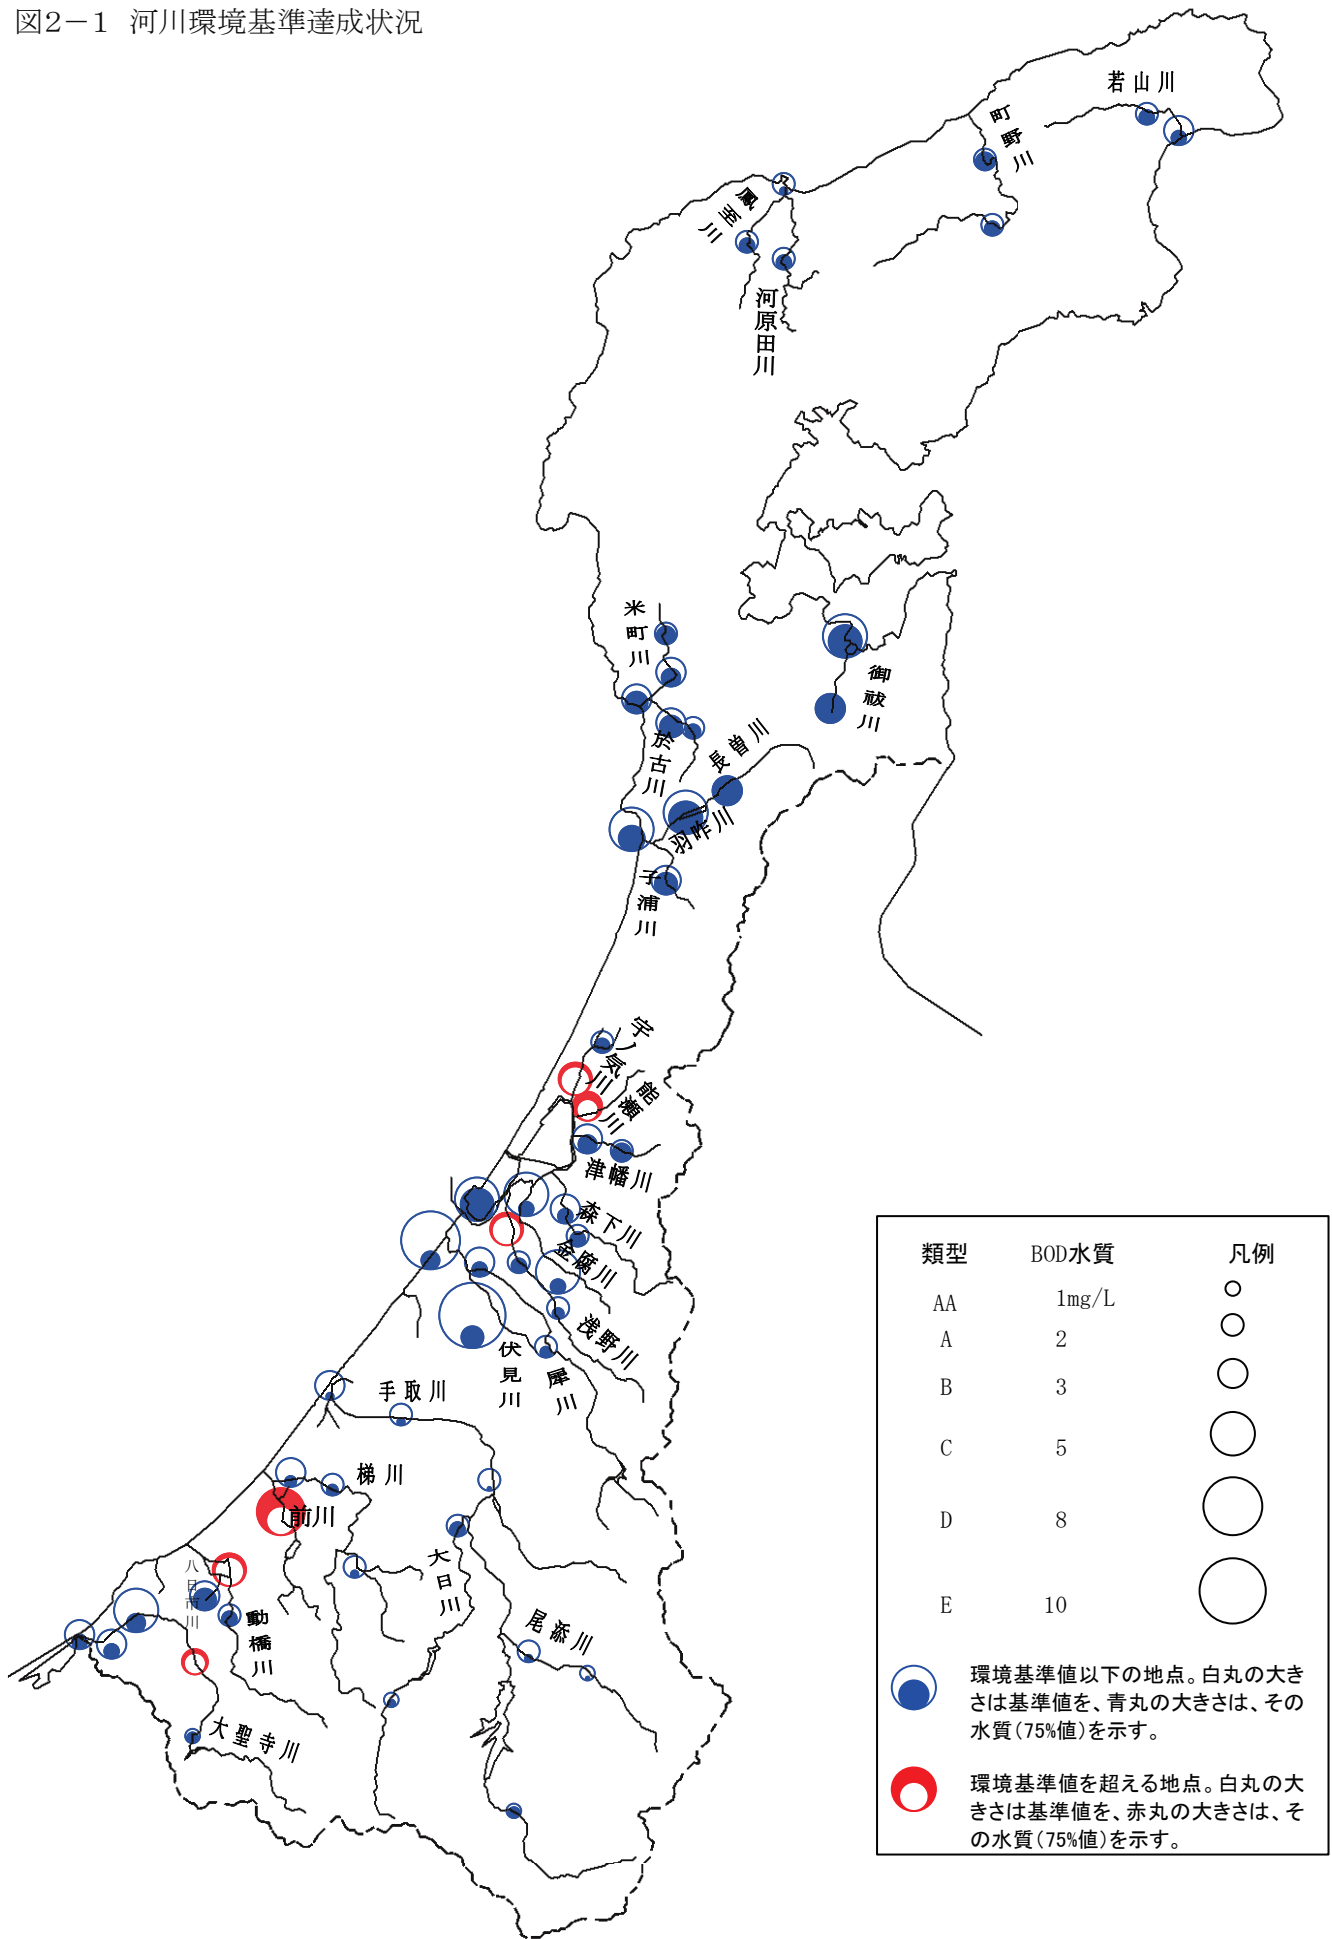 図2－1 河川環境基準達成状況
若山川
町野川
鳳至川
河原田川
米町川
御祓川
於古川
長曽川
羽咋川
子浦川
宇ノ気川
能瀬川
津幡川
森下川
金腐川
浅野川
犀川
伏見川
手取川
梯川
前川
大日川
八日市川
動橋川
尾添川
大聖寺川
類型 BOD水質 凡例
AA 1mg/L
A 2
B 3
C 5
D 8
E 10
環境基準値以下の地点。白丸の大き
さは基準値を、青丸の大きさは、その
水質（75%値）を示す。
環境基準値を超える地点。白丸の大
きさは基準値を、赤丸の大きさは、そ
の水質（75%値）を示す。